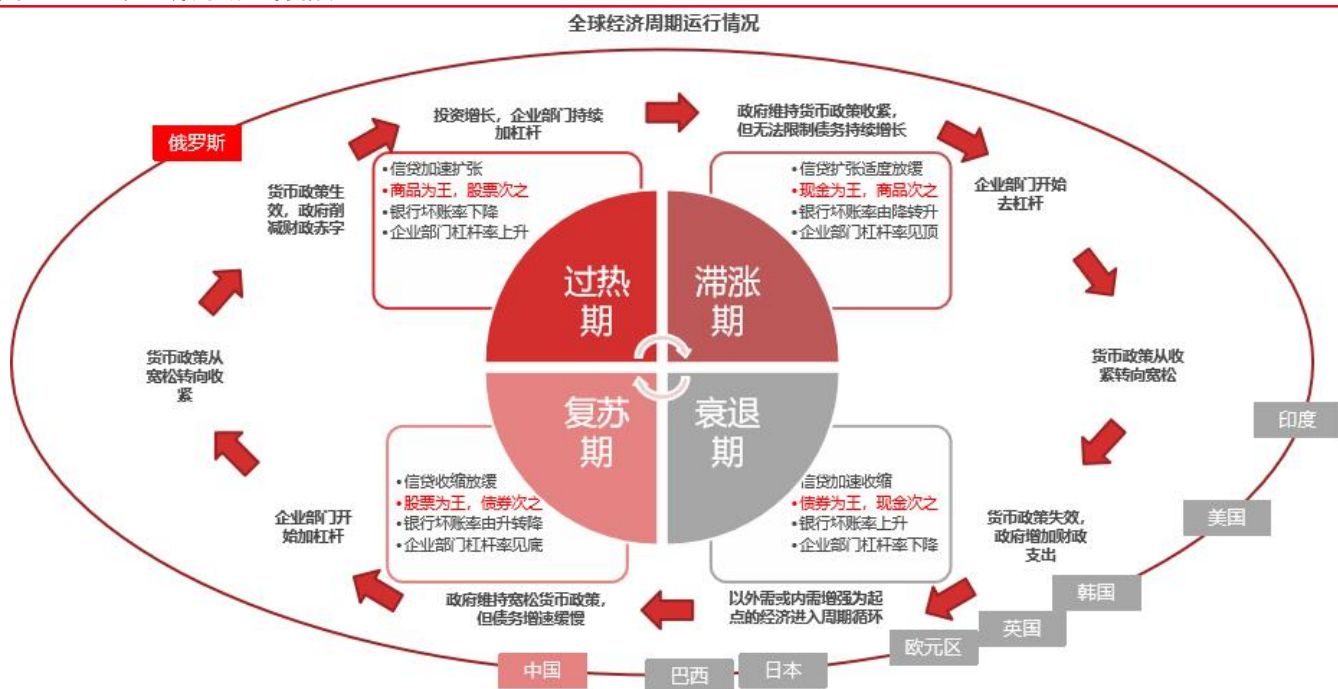 全球经济周期运行情况
投资增长，企业部门持续
加杠杆
政府维持货币政策收紧，
但无法限制债务持续增长
俄罗斯
货币政策生
效，政府削
减财政赤字
•信贷加速扩张
•商品为王，股票次之
•银行坏账率下降
•企业部门杠杆率上升
•信贷扩张适度放缓
•现金为王，商品次之
•银行坏账率由降转升
•企业部门杠杆率见顶
企业部门开始
去杠杆
过热
期
滞涨
期
货币政策从
宽松转向收
紧
货币政策从收
紧转向宽松
复苏
期
衰退
期
印度
•信贷收缩放缓
•股票为王，债券次之
•银行坏账率由升转降
•企业部门杠杆率见底
•信贷加速收缩
•债券为王，现金次之
•银行坏账率上升
•企业部门杠杆率下降
企业部门开
始加杠杆
货币政策失效，
政府增加财政
支出
美国
政府维持宽松货币政策，
但债务增速缓慢
以外需或内需增强为起
点的经济进入周期循环
韩国
英国
欧元区
日本
巴西
中国